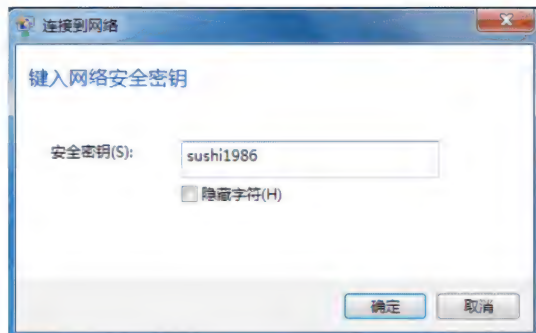 连接到网络
键入网络安全密钥
安全密钥(S):
sushi1986
隐藏字符(H)
确定
取消